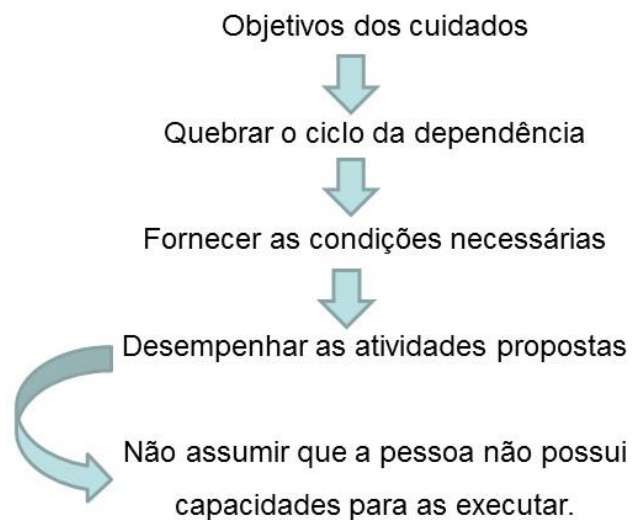 Objetivos dos cuidados
Quebrar o ciclo da dependência
Fornecer as condições necessárias
Desempenhar as atividades propostas
Não assumir que a pessoa não possui
capacidades para as executar.